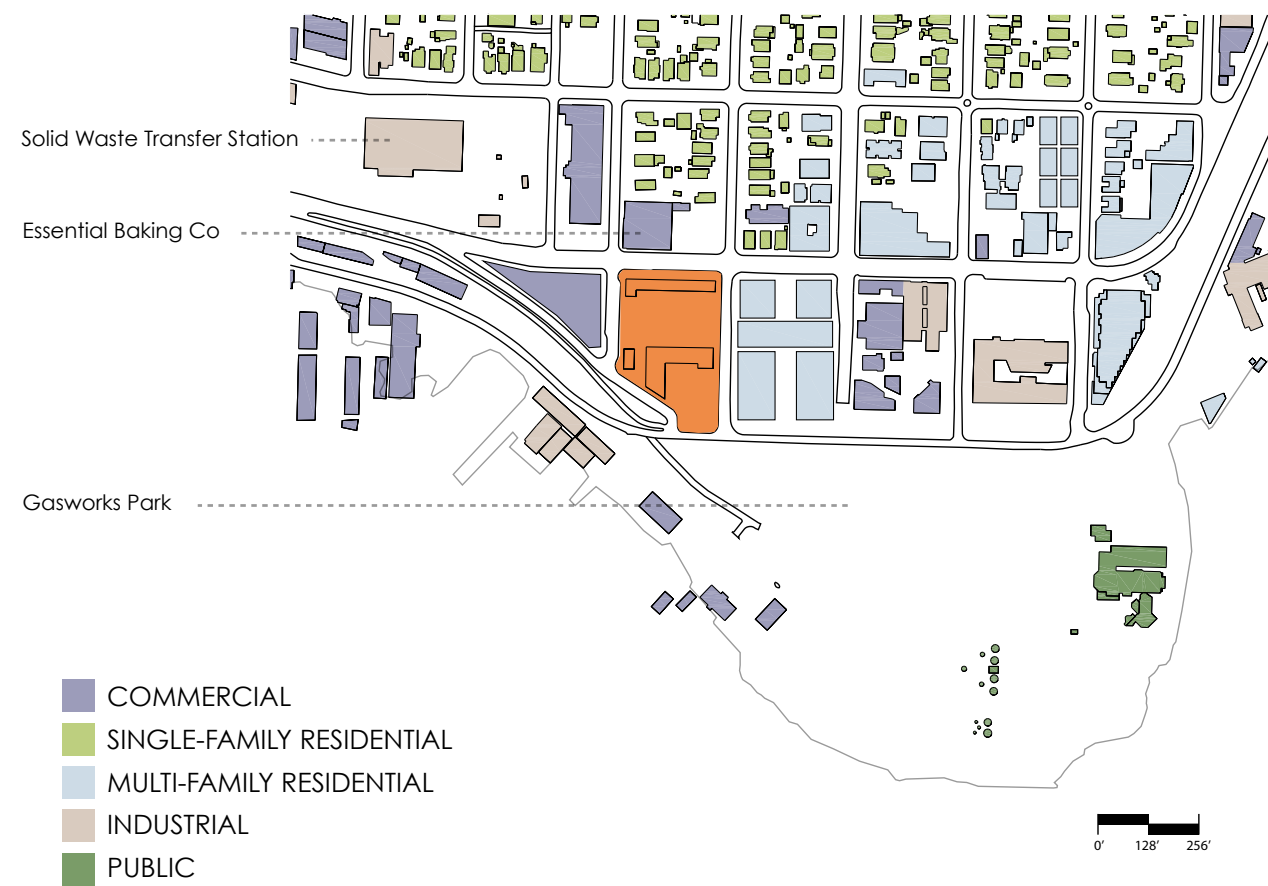 Solid Waste Transfer Station
Essential Baking Co
Gasworks Park
COMMERCIAL
SINGLE-FAMILY RESIDENTIAL
MULTI-FAMILY RESIDENTIAL
INDUSTRIAL
PUBLIC
0' 128' 256'